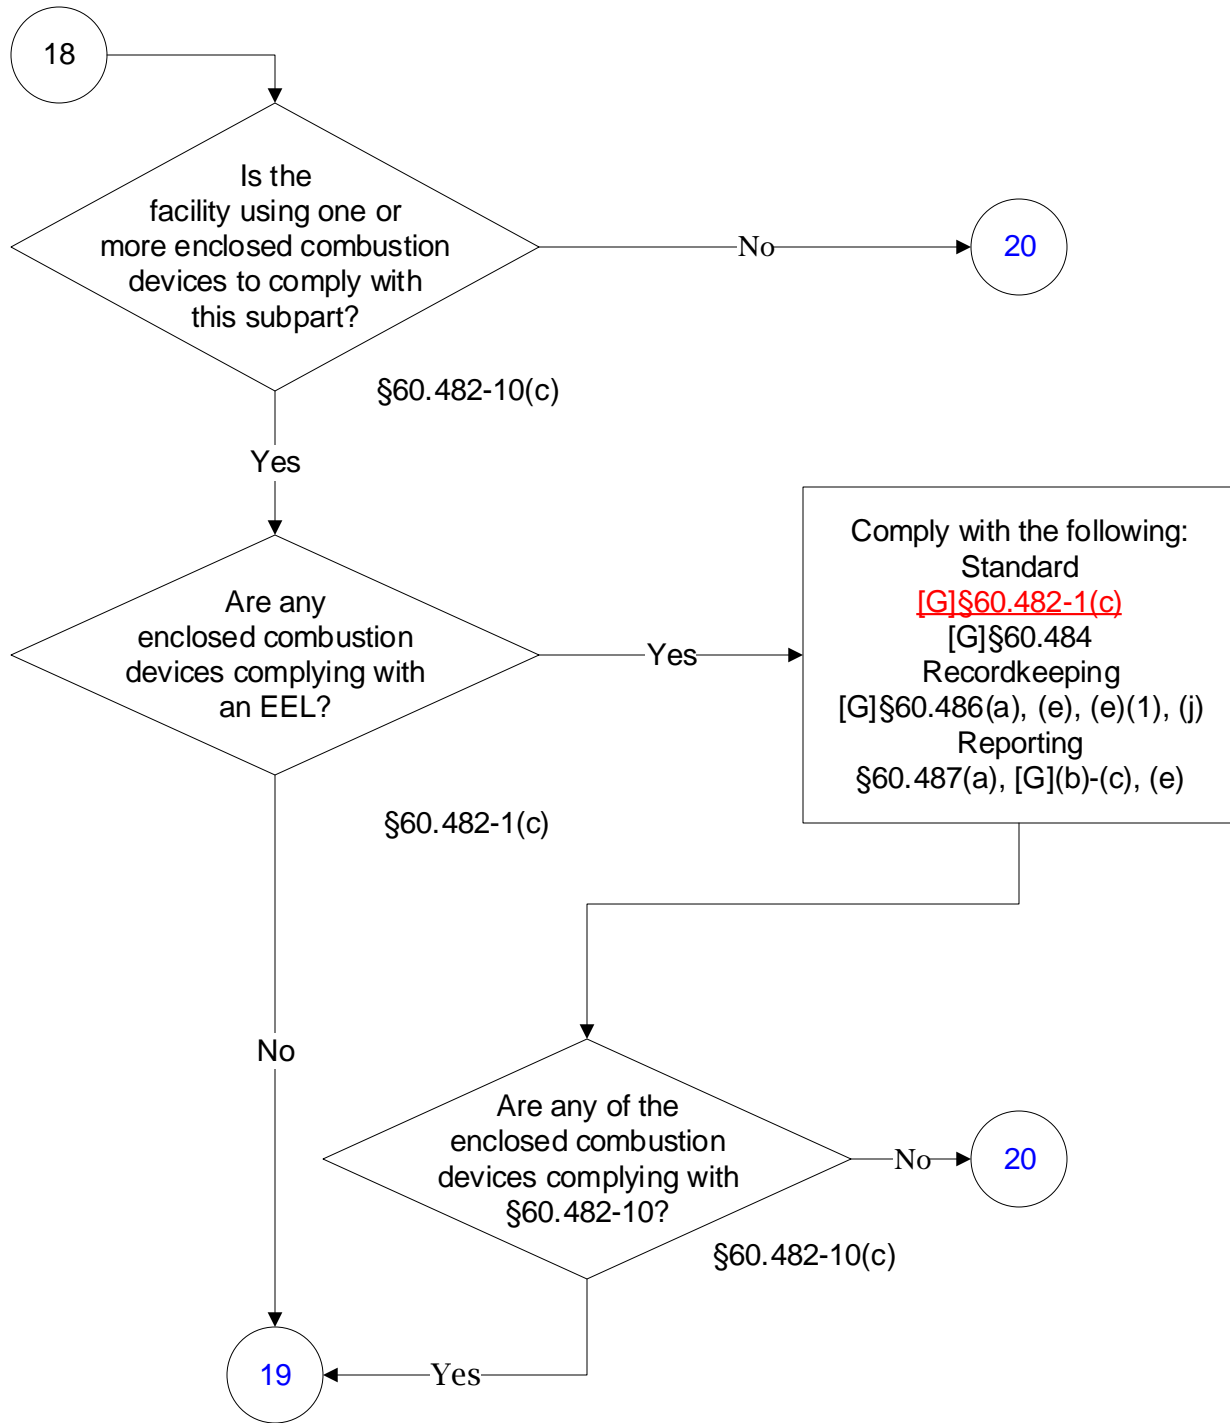 18
Is the
facility using one or
more enclosed combustion
devices to comply with
this subpart?
No
20
§60.482-10(c)
Yes
Are any
enclosed combustion
devices complying with
an EEL?
Yes
Comply with the following:
Standard
[G]§60.482-1(c)
[G]§60.484
Recordkeeping
[G]§60.486(a), (e), (e)(1), (j)
Reporting
§60.487(a), [G](b)-(c), (e)
§60.482-1(c)
No
Are any of the
enclosed combustion
devices complying with
§60.482-10?
No
20
§60.482-10(c)
Yes
19